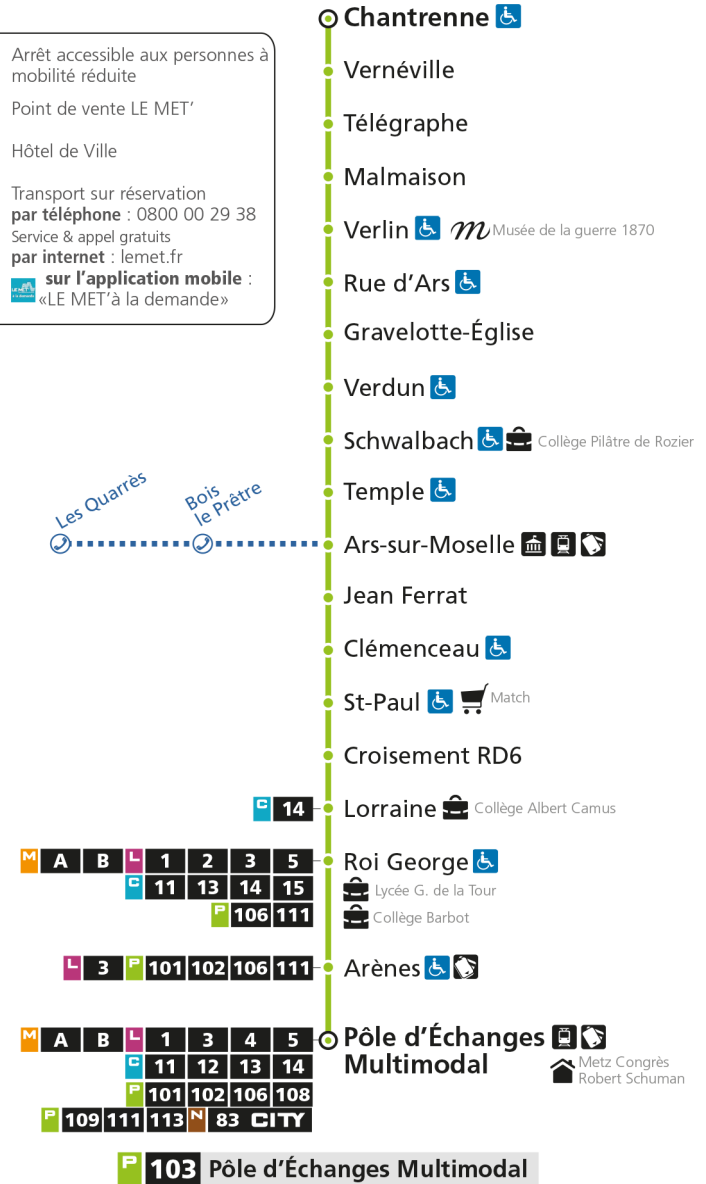 Chantrenne
Arrêt accessible aux personnes à
mobilité réduite
Point de vente LE MET’
Hôtel de Ville
Transport sur réservation
par téléphone : 0800 00 29 38
Service & appel gratuits
par internet : lemet.fr
sur l’application mobile :
«LE MET’à la demande»
Vernéville
Télégraphe
Malmaison
Verlin m Musée de la guerre 1870
Rue d’Ars
Gravelotte-Église
Verdun
Schwalbach Collège Pilâtre de Rozier
Temple
Les Quarrès
Bois
le Prêtre
Ars-sur-Moselle
Jean Ferrat
Clémenceau
St-Paul Match
Croisement RD6
C 14 Lorraine Collège Albert Camus
M A B L 1 2 3 5 Roi George
C 11 13 14 15 Lycée G. de la Tour
P 106 111 Collège Barbot
L 3 P 101 102 106 111 Arènes
M A B L 1 3 4 5 Pôle d’Échanges
Multimodal
Metz Congrès
Robert Schuman
C 11 12 13 14
P 101 102 106 108
P 109 111 113 N 83 CITY
P 103 Pôle d’Échanges Multimodal